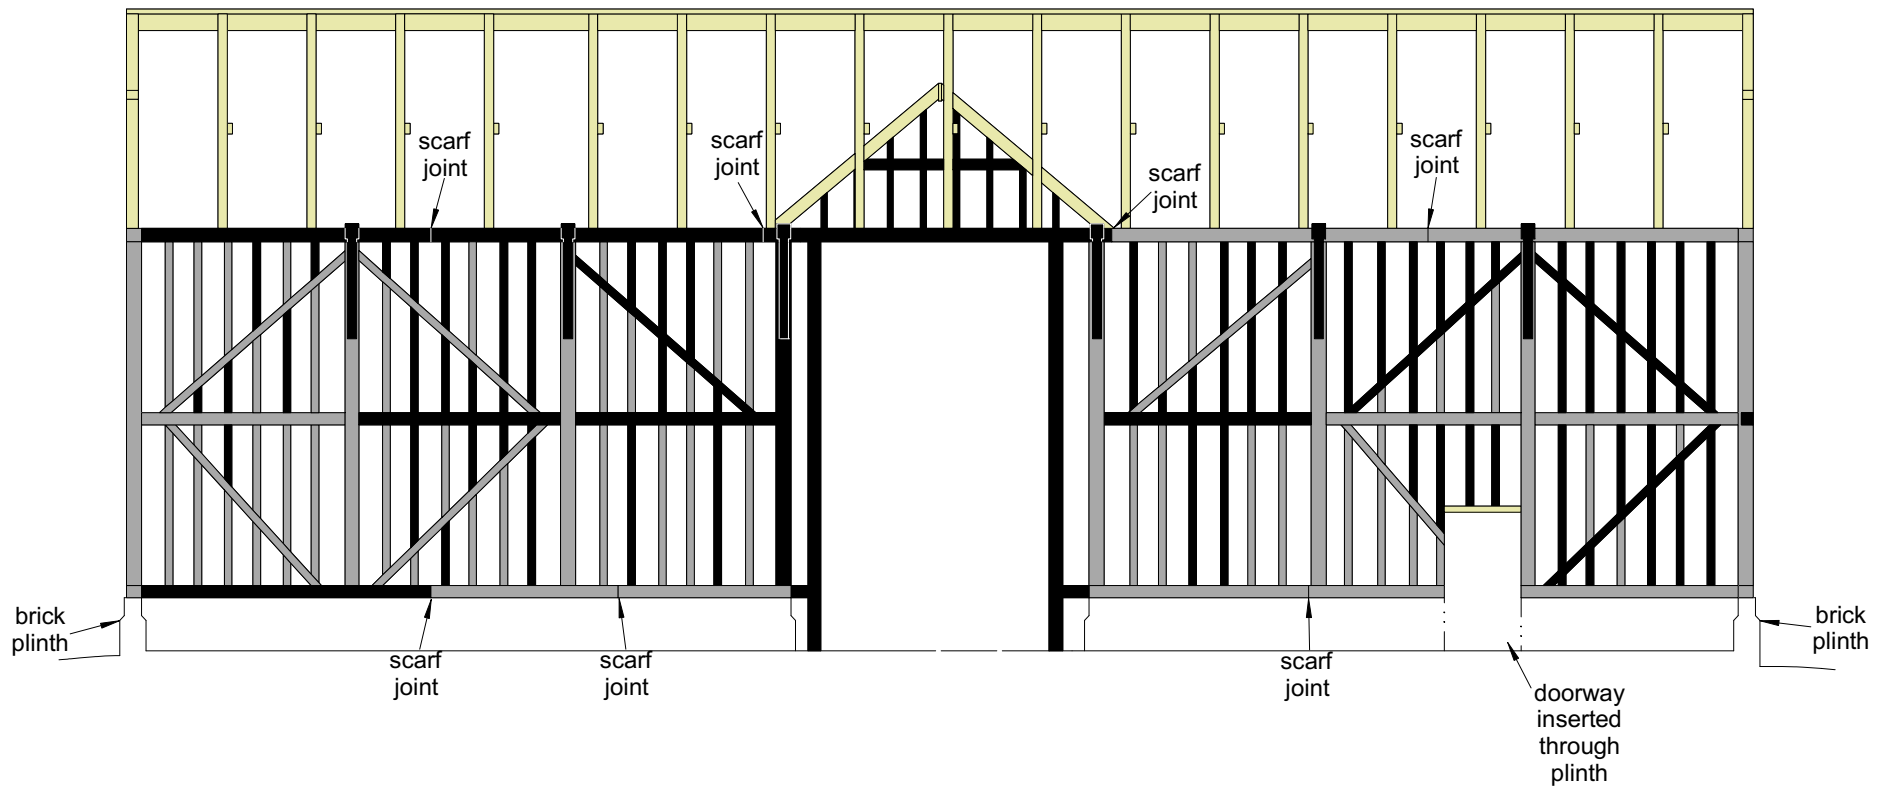 scarf
joint
scarf
joint
scarf
joint
scarf
joint
brick
plinth
scarf
joint
scarf
joint
scarf
joint
brick
plinth
doorway
inserted
through
plinth